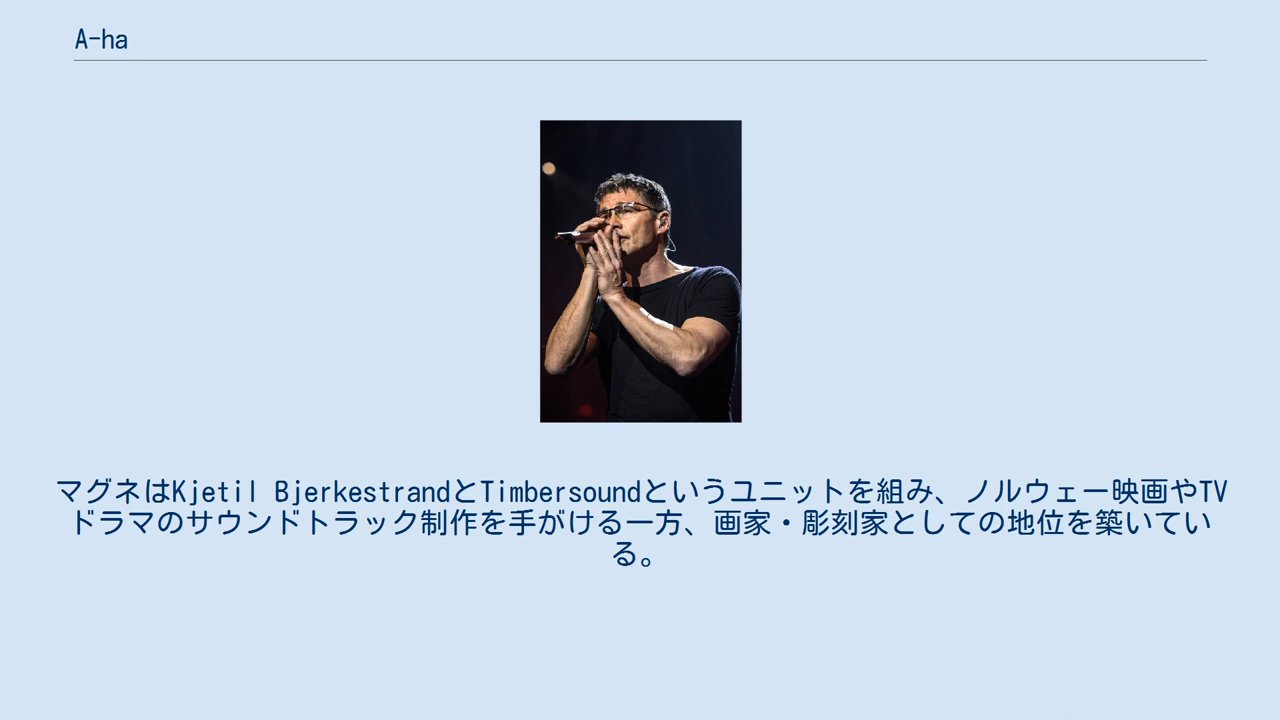 A-ha
マグネはKjetil BjerkestrandとTimbersoundというユニットを組み、ノルウェー映画やTV
ドラマのサウンドトラック制作を手がける一方、画家・彫刻家としての地位を築いてい
る。